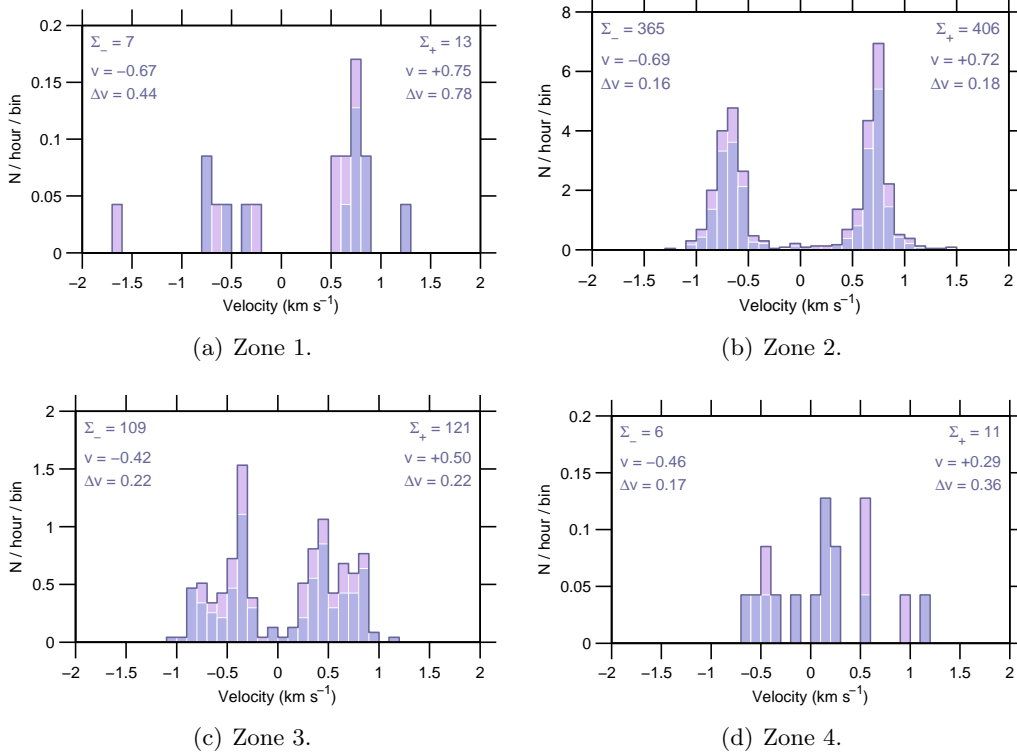 0.2
0.15
0.1
0.05
0
N / hour / bin
Σ₋ = 7
v = −0.67
Δv = 0.44
Σ₊ = 13
v = +0.75
Δv = 0.78
−2 −1.5 −1 −0.5 0 0.5 1 1.5 2
Velocity (km s⁻¹)
(a) Zone 1.
8
6
4
2
0
N / hour / bin
Σ₋ = 365
v = −0.69
Δv = 0.16
Σ₊ = 406
v = +0.72
Δv = 0.18
−2 −1.5 −1 −0.5 0 0.5 1 1.5 2
Velocity (km s⁻¹)
(b) Zone 2.
2
1.5
1
0.5
0
N / hour / bin
Σ₋ = 109
v = −0.42
Δv = 0.22
Σ₊ = 121
v = +0.50
Δv = 0.22
−2 −1.5 −1 −0.5 0 0.5 1 1.5 2
Velocity (km s⁻¹)
(c) Zone 3.
0.2
0.15
0.1
0.05
0
N / hour / bin
Σ₋ = 6
v = −0.46
Δv = 0.17
Σ₊ = 11
v = +0.29
Δv = 0.36
−2 −1.5 −1 −0.5 0 0.5 1 1.5 2
Velocity (km s⁻¹)
(d) Zone 4.